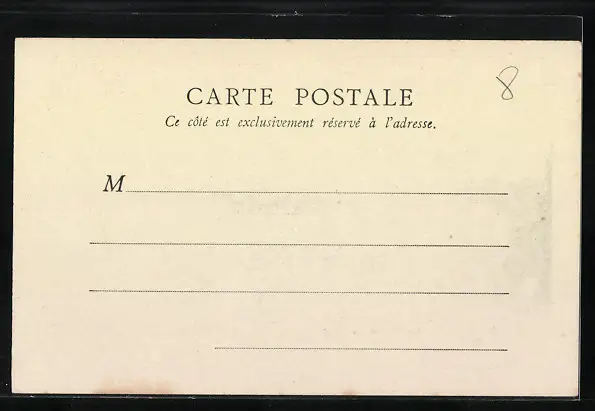 8
CARTE POSTALE
Ce côté est exclusivement réservé à l'adresse.
M